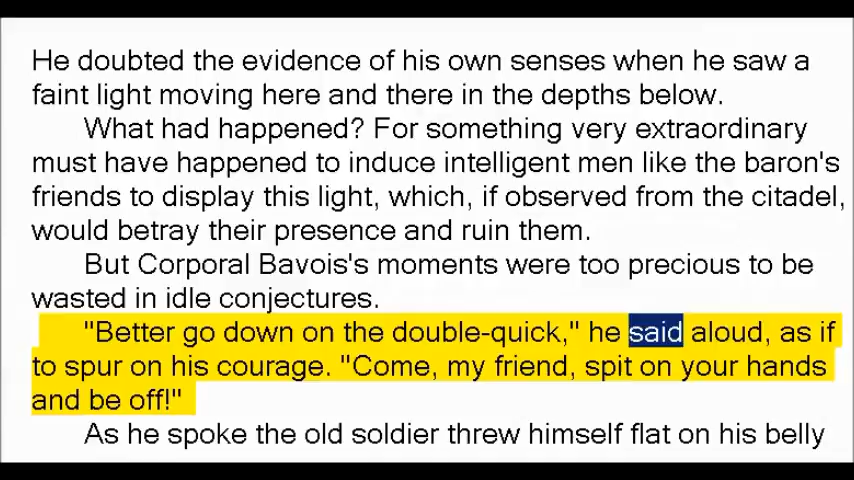 He doubted the evidence of his own senses when he saw a
faint light moving here and there in the depths below.
What had happened? For something very extraordinary
must have happened to induce intelligent men like the baron's
friends to display this light, which, if observed from the citadel,
would betray their presence and ruin them.
But Corporal Bavois's moments were too precious to be
wasted in idle conjectures.
"Better go down on the double-quick," he said aloud, as if
to spur on his courage. "Come, my friend, spit on your hands
and be off!"
As he spoke the old soldier threw himself flat on his belly